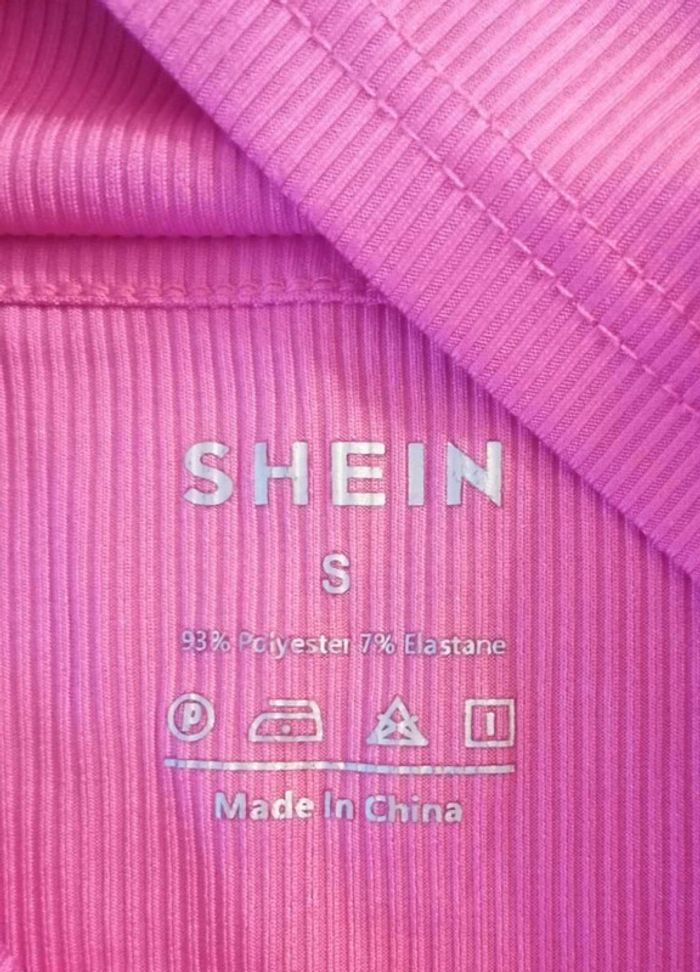 SHEIN
S
93% Polyester 7% Elastane
P
Made In China